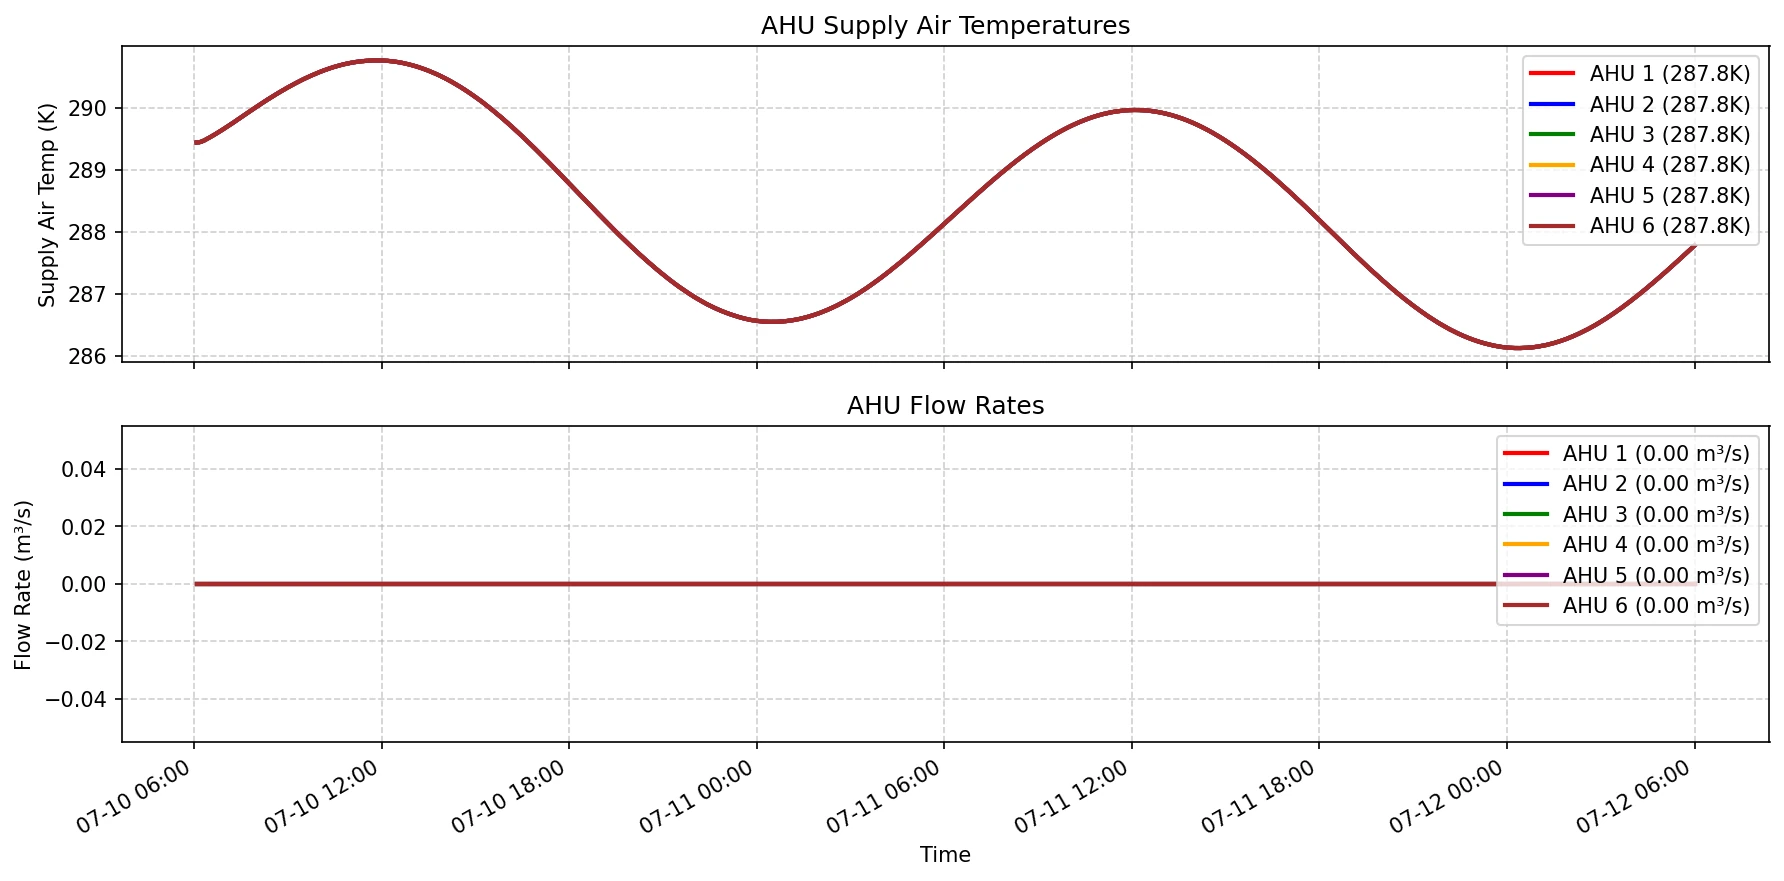 AHU Supply Air Temperatures
Supply Air Temp (K)
290
289
288
287
286
AHU 1 (287.8K)
AHU 2 (287.8K)
AHU 3 (287.8K)
AHU 4 (287.8K)
AHU 5 (287.8K)
AHU 6 (287.8K)
AHU Flow Rates
Flow Rate (m³/s)
0.04
0.02
0.00
−0.02
−0.04
AHU 1 (0.00 m³/s)
AHU 2 (0.00 m³/s)
AHU 3 (0.00 m³/s)
AHU 4 (0.00 m³/s)
AHU 5 (0.00 m³/s)
AHU 6 (0.00 m³/s)
07-10 06:00
07-10 12:00
07-10 18:00
07-11 00:00
07-11 06:00
07-11 12:00
07-11 18:00
07-12 00:00
07-12 06:00
Time